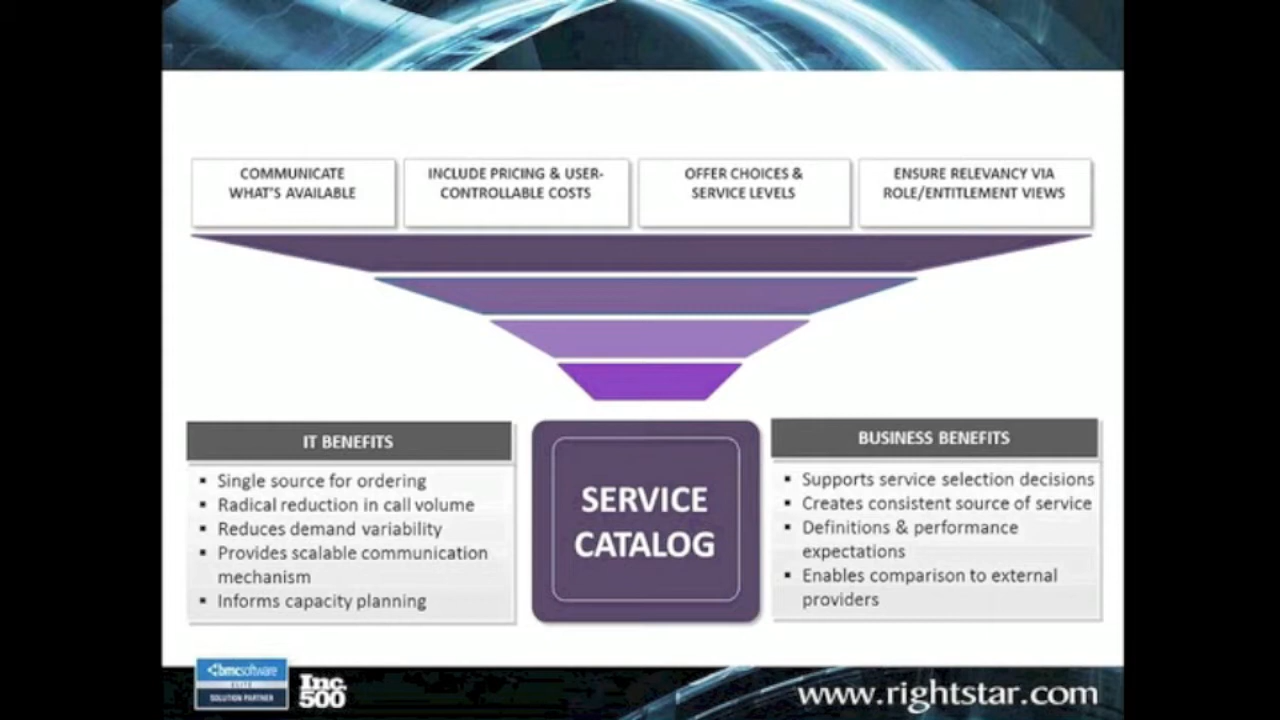 COMMUNICATE
WHAT'S AVAILABLE
INCLUDE PRICING & USER-
CONTROLLABLE COSTS
OFFER CHOICES &
SERVICE LEVELS
ENSURE RELEVANCY VIA
ROLE/ENTITLEMENT VIEWS
IT BENEFITS
▪ Single source for ordering
▪ Radical reduction in call volume
▪ Reduces demand variability
▪ Provides scalable communication
mechanism
▪ Informs capacity planning
SERVICE
CATALOG
BUSINESS BENEFITS
▪ Supports service selection decisions
▪ Creates consistent source of service
▪ Definitions & performance
expectations
▪ Enables comparison to external
providers
bmcsoftware
ELITE
SOLUTION PARTNER
Inc.
500
www.rightstar.com